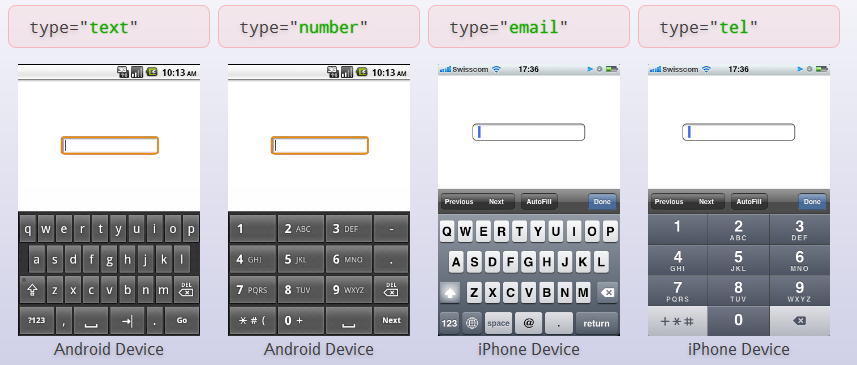 type="text"
type="number"
type="email"
type="tel"
10:13 AM
10:13 AM
Swisscom 17:36
Swisscom 17:36
Previous Next AutoFill Done
Previous Next AutoFill Done
q w e r t y u i o p
a s d f g h j k l
z x c v b n m DEL
?123 , . Go
1 2 ABC 3 DEF -
4 GHI 5 JKL 6 MNO .
7 PQRS 8 TUV 9 WXYZ DEL
* # ( 0 + Next
Q W E R T Y U I O P
A S D F G H J K L
Z X C V B N M
123 space @ . return
1 2 3
ABC DEF
4 5 6
GHI JKL MNO
7 8 9
PQRS TUV WXYZ
+ * # 0
Android Device
Android Device
iPhone Device
iPhone Device